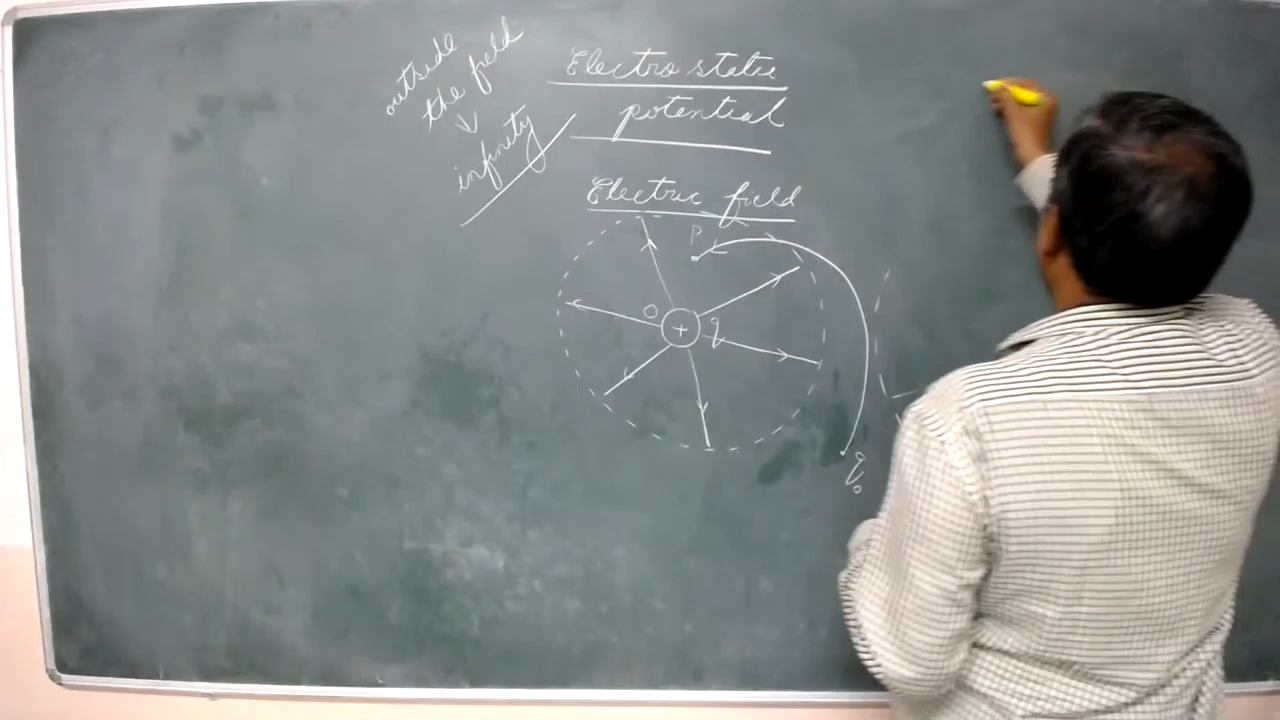 outside
the field
infinity
Electro static
potential
Electric field
P
O
+
q
q₀